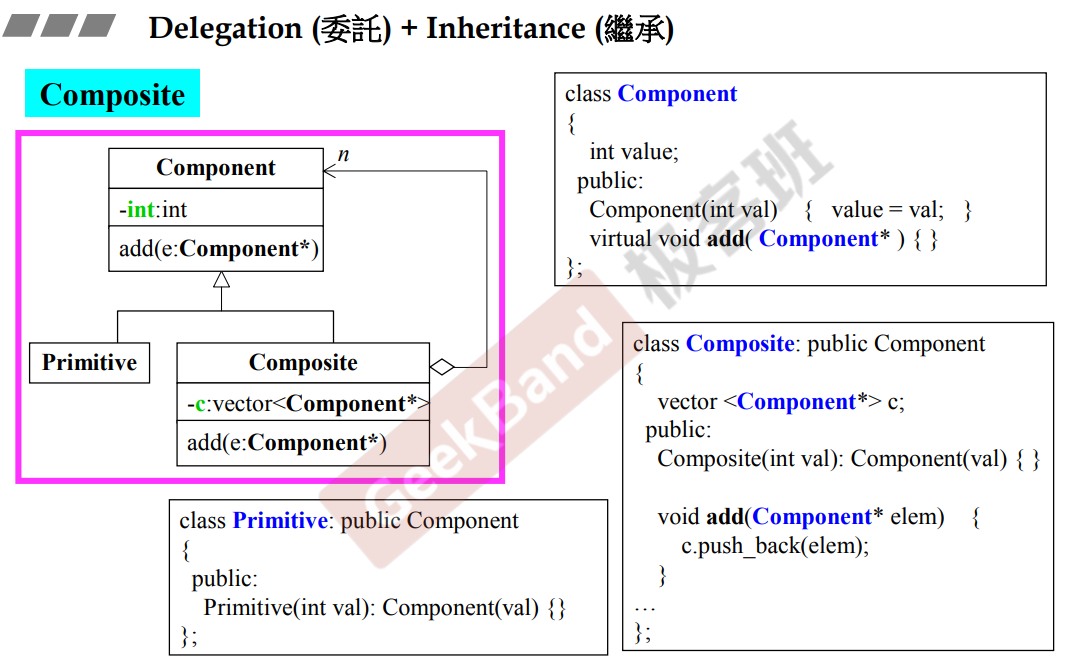 Delegation (委託) + Inheritance (繼承)
Composite
Component
n
-int:int
add(e:Component*)
Primitive
Composite
-c:vector<Component*>
add(e:Component*)
class Component
{
int value;
public:
Component(int val) { value = val; }
virtual void add( Component* ) { }
};
class Composite: public Component
{
vector <Component*> c;
public:
Composite(int val): Component(val) { }
void add(Component* elem) {
c.push_back(elem);
}
…
};
class Primitive: public Component
{
public:
Primitive(int val): Component(val) {}
};
GeekBand
极客班